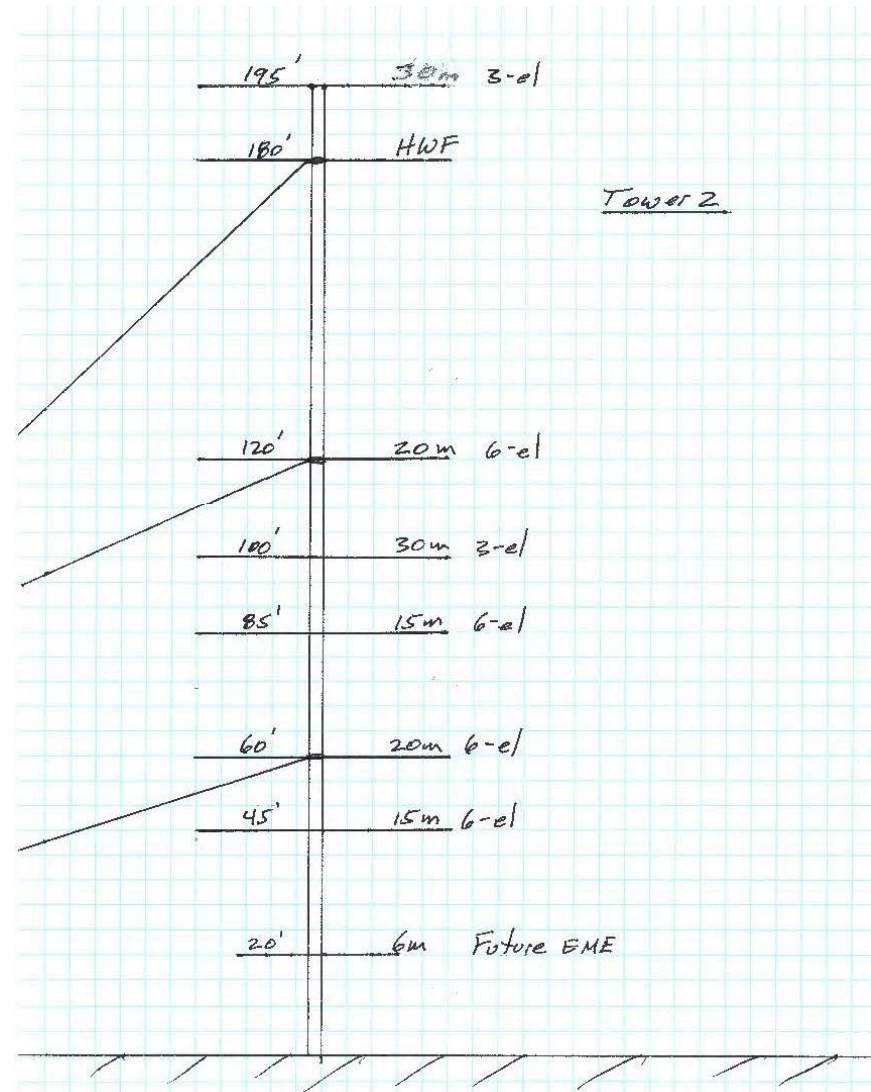 195' 30m 3-el
180' HWF
Tower 2
120' 20m 6-el
100' 30m 3-el
85' 15m 6-el
60' 20m 6-el
45' 15m 6-el
20' 6m Future EME